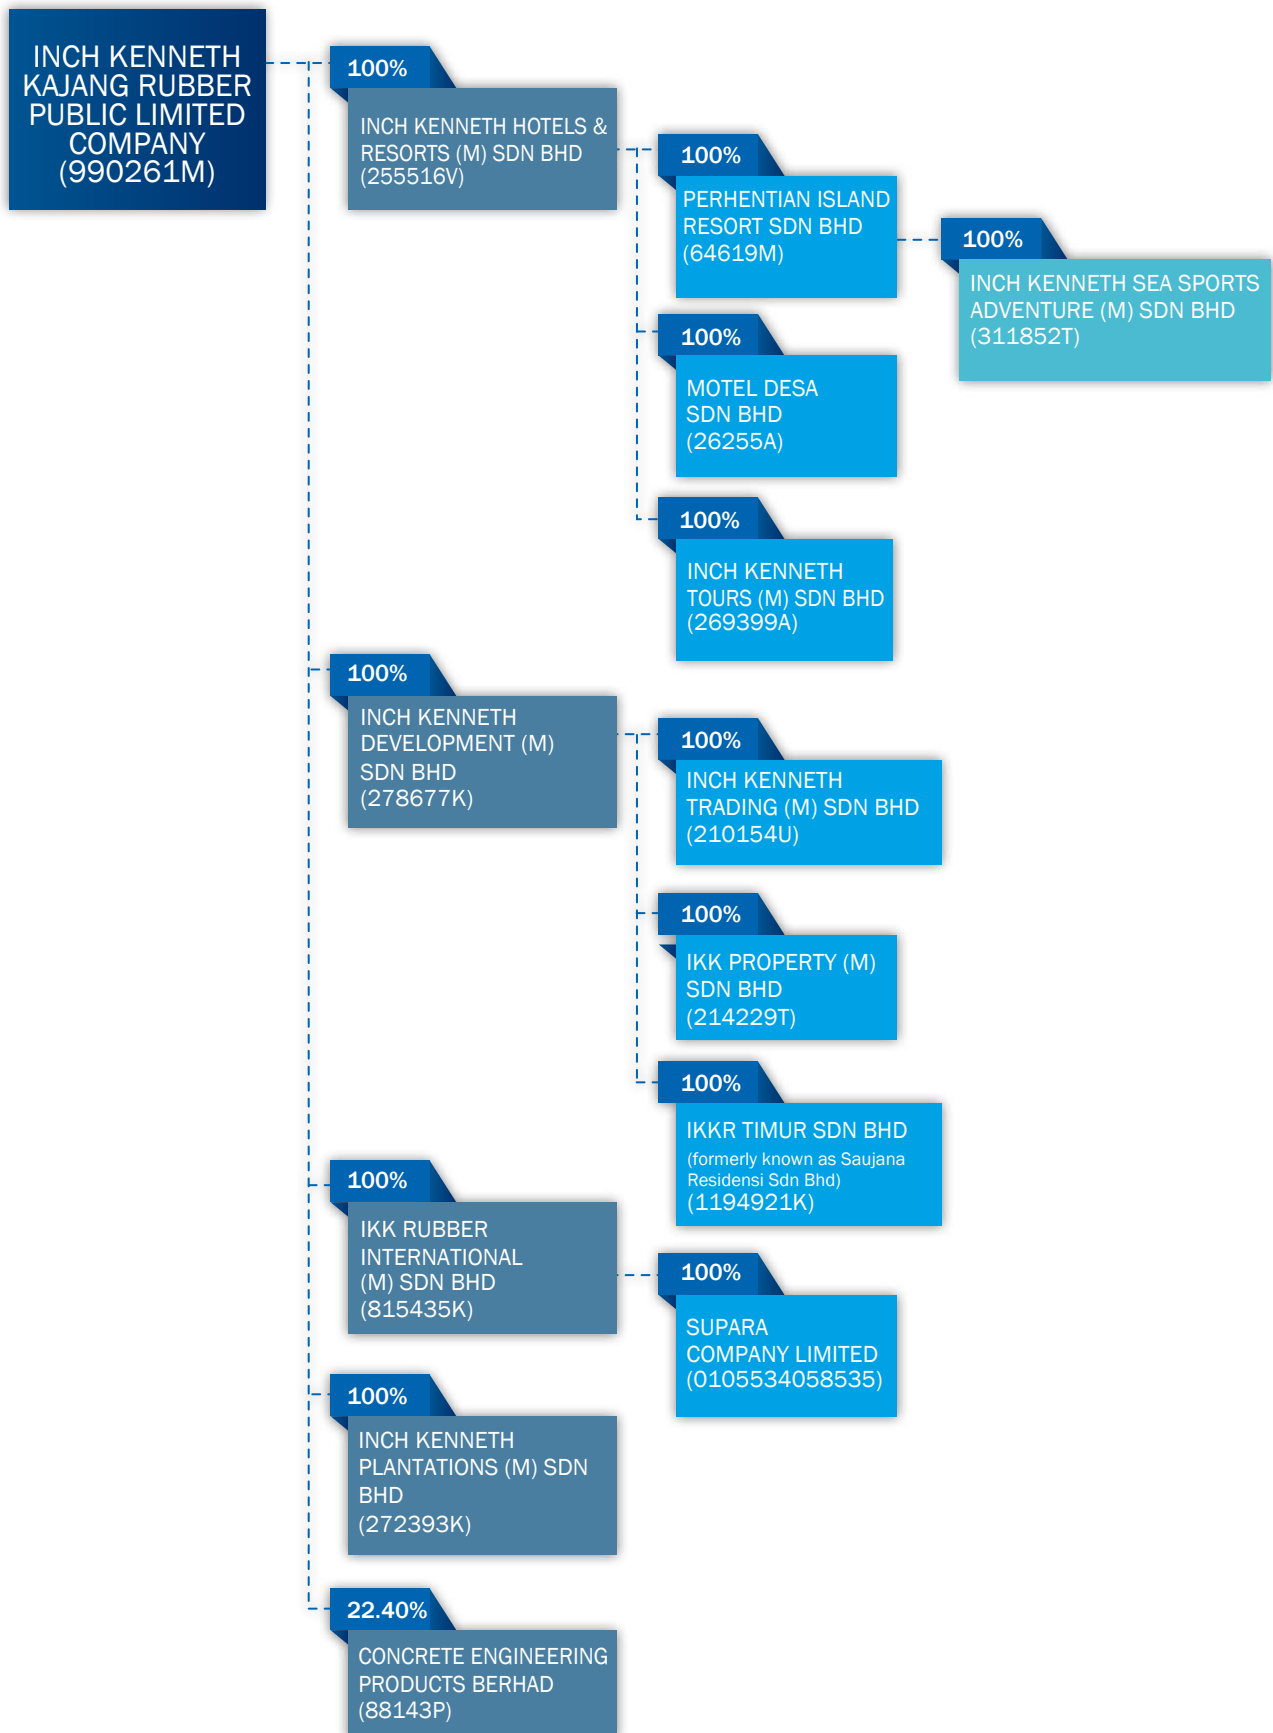 INCH KENNETH
KAJANG RUBBER
PUBLIC LIMITED
COMPANY
(990261M)
100%
INCH KENNETH HOTELS &
RESORTS (M) SDN BHD
(255516V)
100%
PERHENTIAN ISLAND
RESORT SDN BHD
(64619M)
100%
INCH KENNETH SEA SPORTS
ADVENTURE (M) SDN BHD
(311852T)
100%
MOTEL DESA
SDN BHD
(26255A)
100%
INCH KENNETH
TOURS (M) SDN BHD
(269399A)
100%
INCH KENNETH
DEVELOPMENT (M)
SDN BHD
(278677K)
100%
INCH KENNETH
TRADING (M) SDN BHD
(210154U)
100%
IKK PROPERTY (M)
SDN BHD
(214229T)
100%
IKKR TIMUR SDN BHD
(formerly known as Saujana
Residensi Sdn Bhd)
(1194921K)
100%
IKK RUBBER
INTERNATIONAL
(M) SDN BHD
(815435K)
100%
SUPARA
COMPANY LIMITED
(0105534058535)
100%
INCH KENNETH
PLANTATIONS (M) SDN
BHD
(272393K)
22.40%
CONCRETE ENGINEERING
PRODUCTS BERHAD
(88143P)